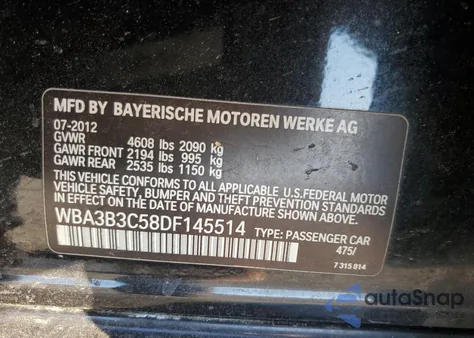 MFD BY BAYERISCHE MOTOREN WERKE AG
07-2012
GVWR 4608 lbs 2090 kg
GAWR FRONT 2194 lbs 995 kg
GAWR REAR 2535 lbs 1150 kg
THIS VEHICLE CONFORMS TO ALL APPLICABLE U.S.FEDERAL MOTOR
VEHICLE SAFETY, BUMPER AND THEFT PREVENTION STANDARDS
IN EFFECT ON THE DATE OF MANUFACTURE SHOWN ABOVE.
WBA3B3C58DF145514 TYPE: PASSENGER CAR
475/
7 315 814
autoSnap